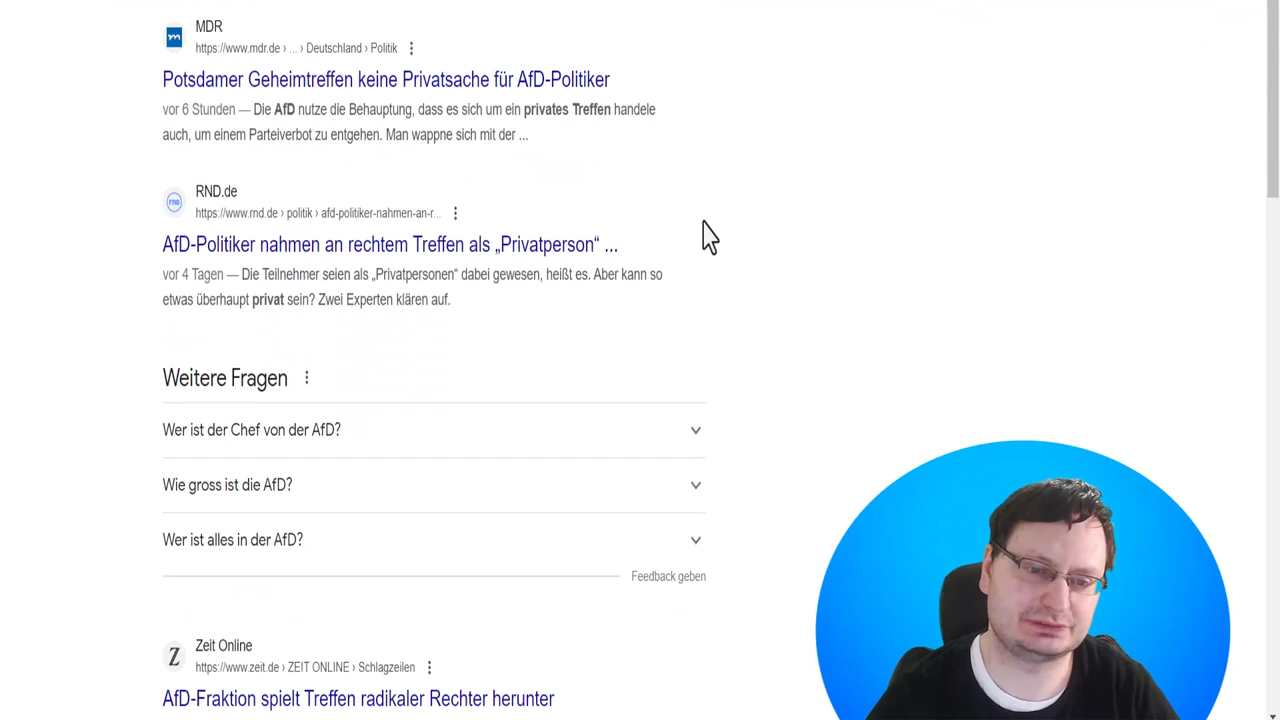 MDR
https://www.mdr.de › ... › Deutschland › Politik
Potsdamer Geheimtreffen keine Privatsache für AfD-Politiker
vor 6 Stunden — Die AfD nutze die Behauptung, dass es sich um ein privates Treffen handele
auch, um einem Parteiverbot zu entgehen. Man wappne sich mit der ...
rnd
RND.de
https://www.rnd.de › politik › afd-politiker-nahmen-an-r...
AfD-Politiker nahmen an rechtem Treffen als „Privatperson“ ...
vor 4 Tagen — Die Teilnehmer seien als „Privatpersonen“ dabei gewesen, heißt es. Aber kann so
etwas überhaupt privat sein? Zwei Experten klären auf.
Weitere Fragen
Wer ist der Chef von der AfD?
Wie gross ist die AfD?
Wer ist alles in der AfD?
Feedback geben
Z
Zeit Online
https://www.zeit.de › ZEIT ONLINE › Schlagzeilen
AfD-Fraktion spielt Treffen radikaler Rechter herunter